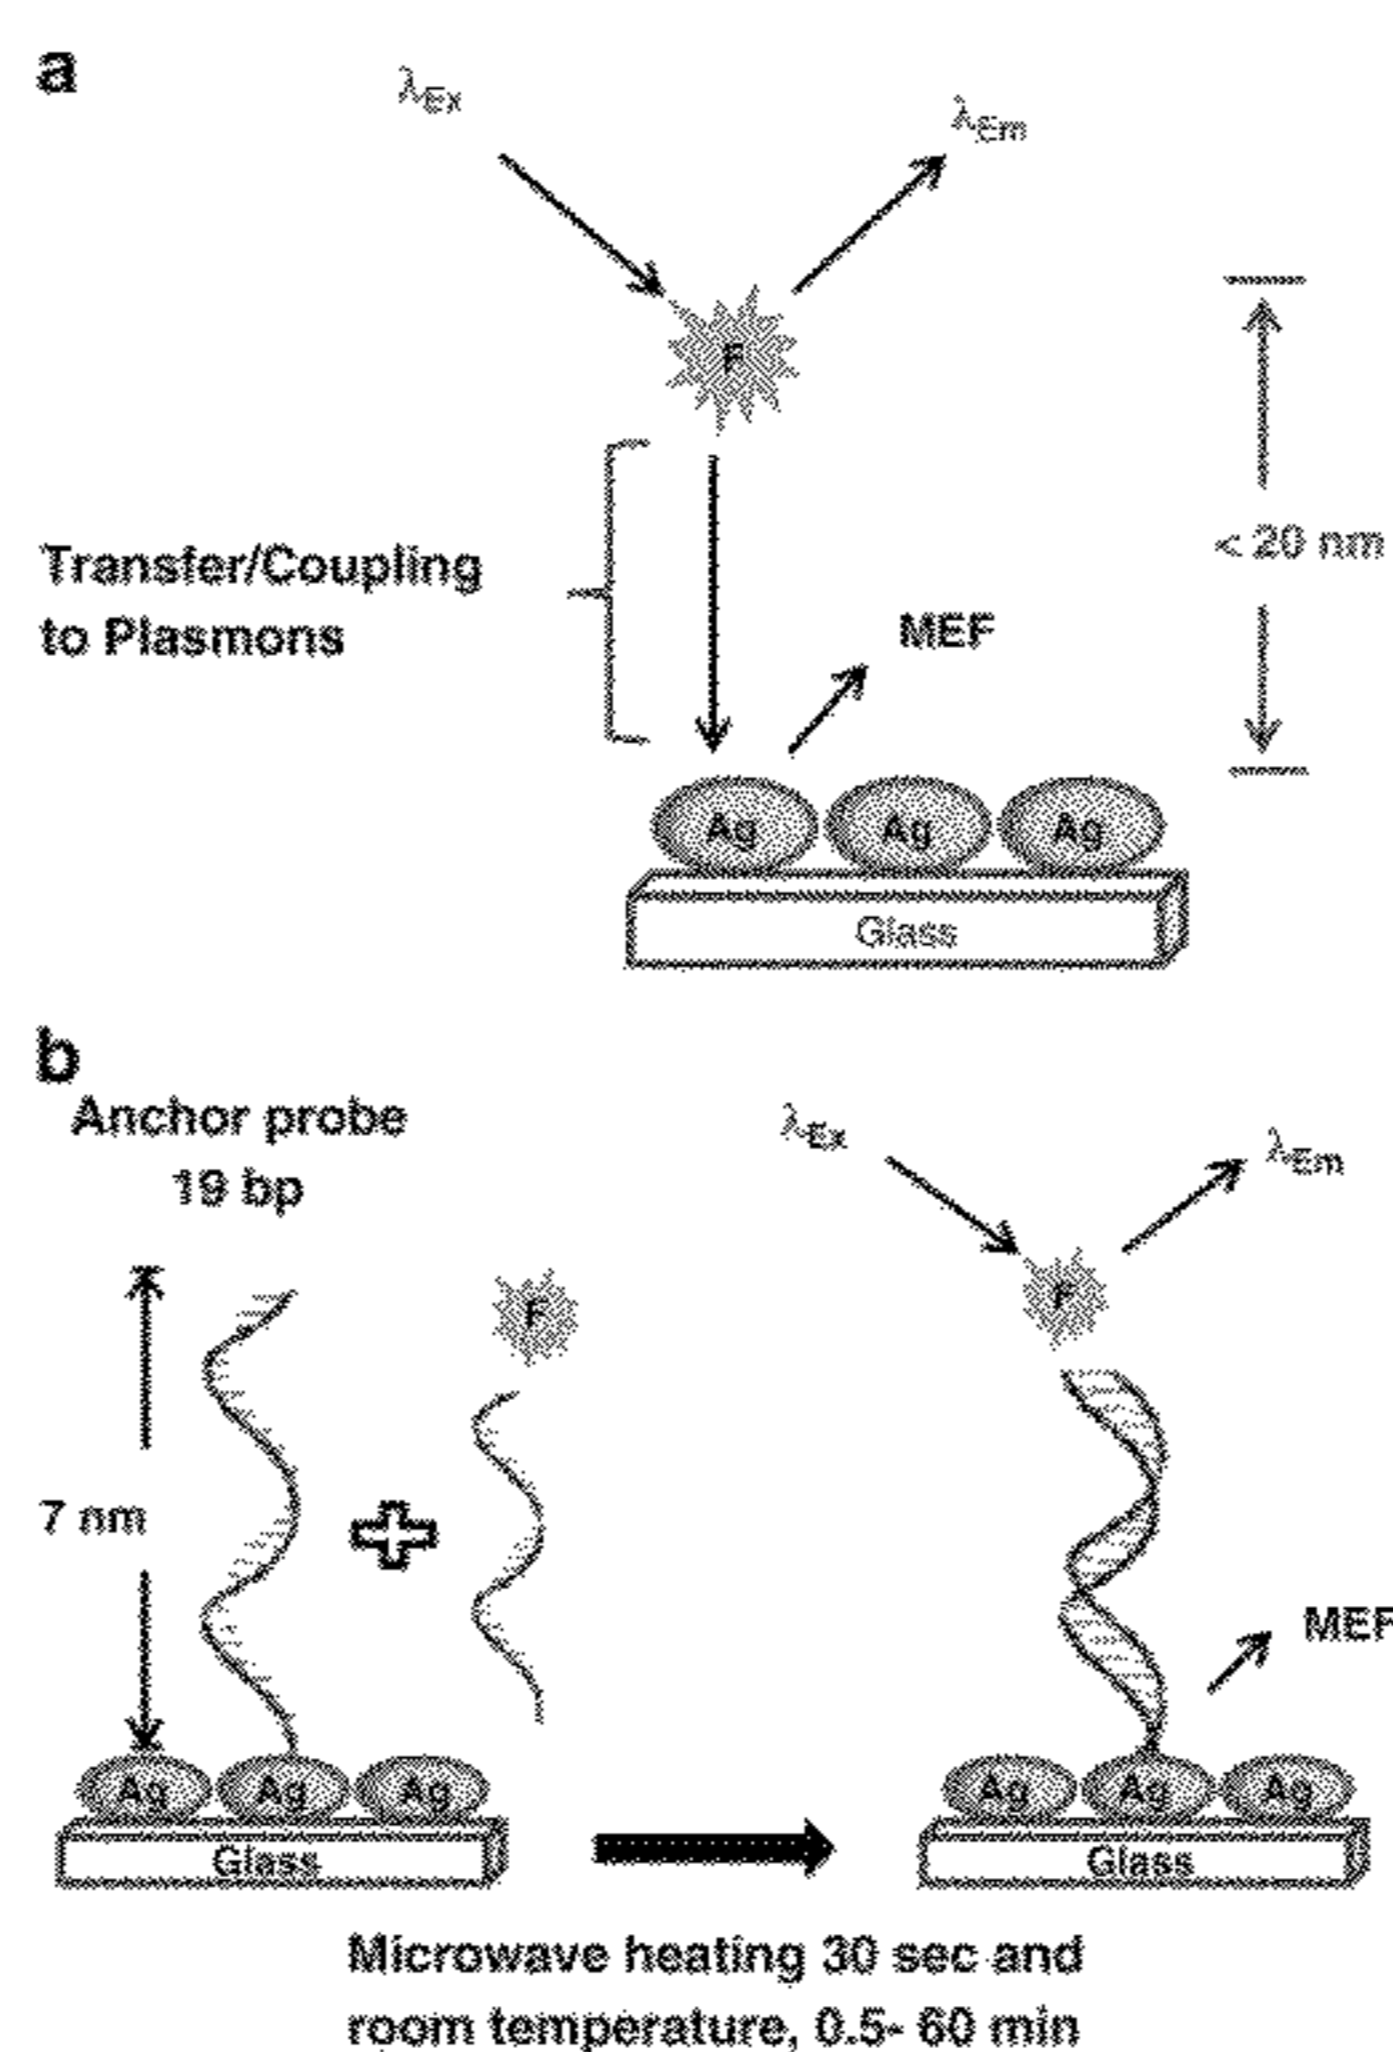 a
λEx
λEm
F
Transfer/Coupling
to Plasmons
< 20 nm
MEF
Ag Ag Ag
Glass
b
Anchor probe
19 bp
λEx
λEm
F
F
7 nm
MEF
Ag Ag Ag
Ag Ag Ag
Glass
Glass
Microwave heating 30 sec and
room temperature, 0.5- 60 min